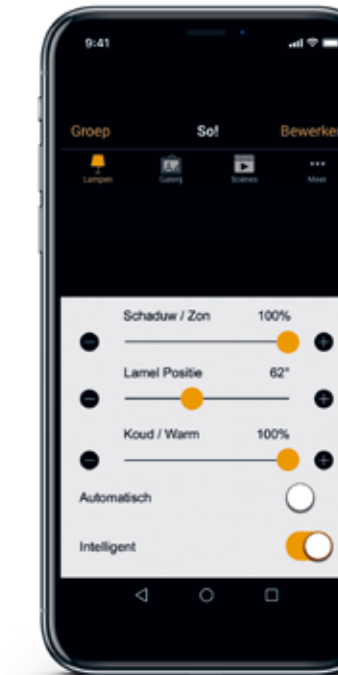 9:41
Groep So! Bewerken
Lampen Galerij Scènes Meer
Schaduw / Zon 100%
Lamel Positie 62°
Koud / Warm 100%
Automatisch
Intelligent